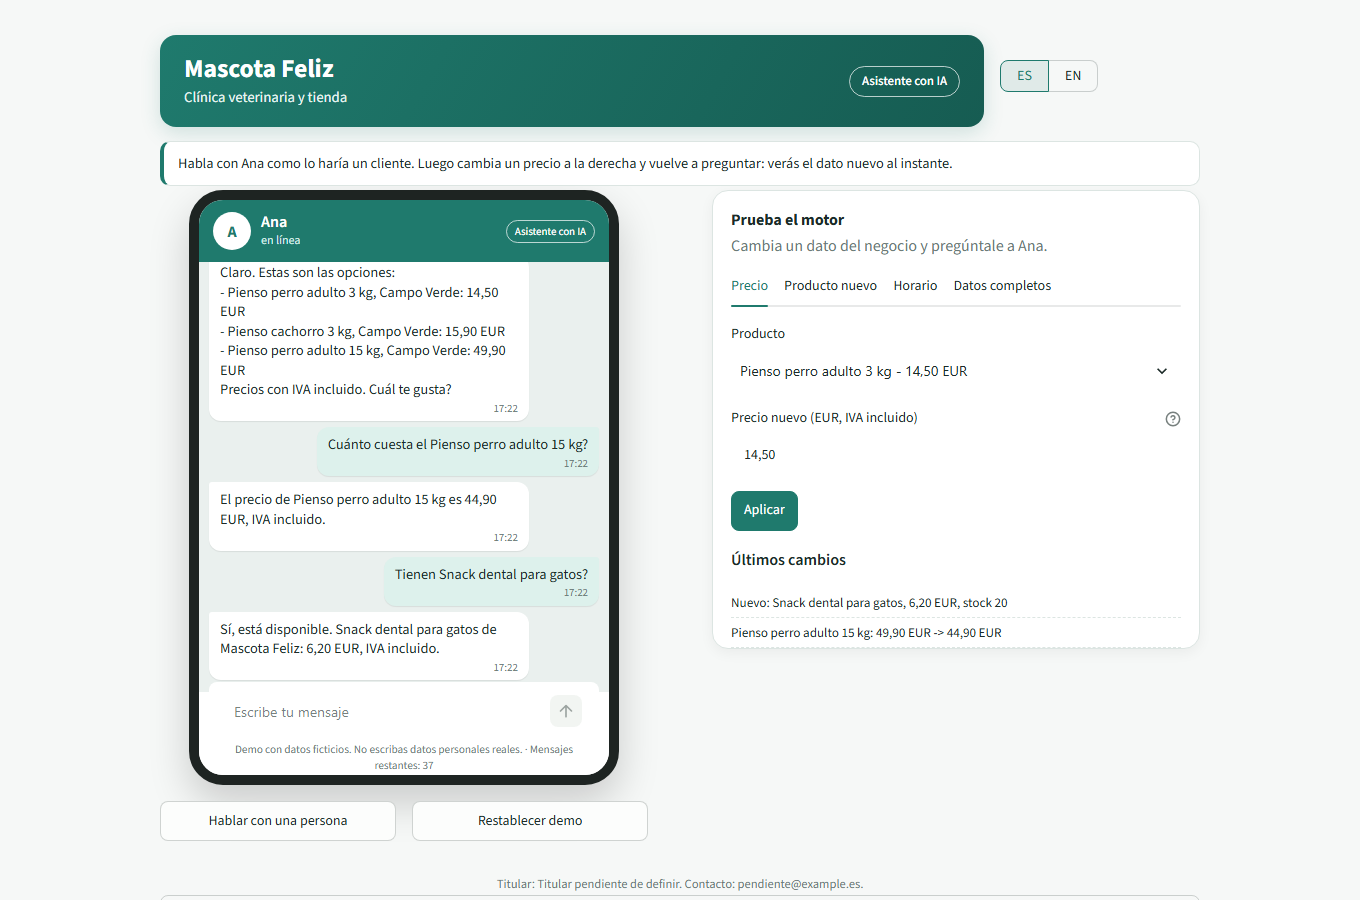 Mascota Feliz
Clínica veterinaria y tienda
Asistente con IA
ES
EN
Habla con Ana como lo haría un cliente. Luego cambia un precio a la derecha y vuelve a preguntar: verás el dato nuevo al instante.
A
Ana
en línea
Asistente con IA
Claro. Estas son las opciones:
- Pienso perro adulto 3 kg, Campo Verde: 14,50
EUR
- Pienso cachorro 3 kg, Campo Verde: 15,90 EUR
- Pienso perro adulto 15 kg, Campo Verde: 49,90
EUR
Precios con IVA incluido. Cuál te gusta?
17:22
Cuánto cuesta el Pienso perro adulto 15 kg?
17:22
El precio de Pienso perro adulto 15 kg es 44,90
EUR, IVA incluido.
17:22
Tienen Snack dental para gatos?
17:22
Sí, está disponible. Snack dental para gatos de
Mascota Feliz: 6,20 EUR, IVA incluido.
17:22
Escribe tu mensaje
Demo con datos ficticios. No escribas datos personales reales. · Mensajes
restantes: 37
Hablar con una persona
Restablecer demo
Prueba el motor
Cambia un dato del negocio y pregúntale a Ana.
Precio
Producto nuevo
Horario
Datos completos
Producto
Pienso perro adulto 3 kg - 14,50 EUR
Precio nuevo (EUR, IVA incluido)
14,50
Aplicar
Últimos cambios
Nuevo: Snack dental para gatos, 6,20 EUR, stock 20
Pienso perro adulto 15 kg: 49,90 EUR -> 44,90 EUR
Titular: Titular pendiente de definir. Contacto: pendiente@example.es.